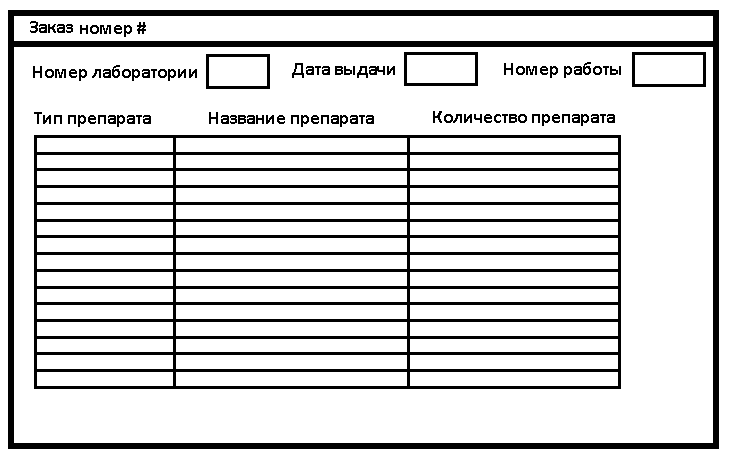 Заказ номер #
Номер лаборатории Дата выдачи Номер работы
Тип препарата Название препарата Количество препарата